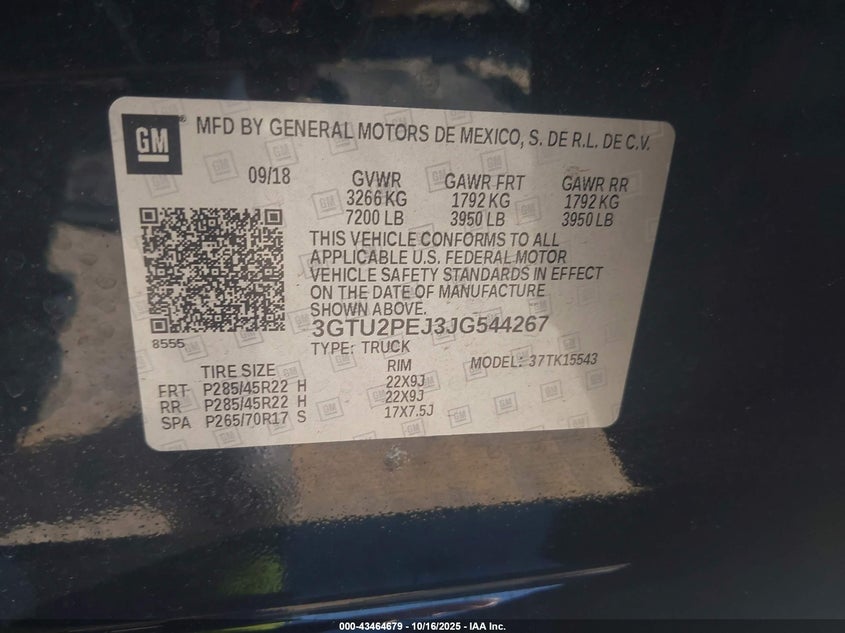 GM
MFD BY GENERAL MOTORS DE MEXICO, S. DE R.L. DE C.V.
09/18 GVWR GAWR FRT GAWR RR
3266 KG 1792 KG 1792 KG
7200 LB 3950 LB 3950 LB
THIS VEHICLE CONFORMS TO ALL
APPLICABLE U.S. FEDERAL MOTOR
VEHICLE SAFETY STANDARDS IN EFFECT
ON THE DATE OF MANUFACTURE
SHOWN ABOVE.
3GTU2PEJ3JG544267
8555
TYPE: TRUCK MODEL: 37TK15543
TIRE SIZE RIM
FRT P285/45R22 H 22X9J
RR P285/45R22 H 22X9J
SPA P265/70R17 S 17X7.5J
000-43464679 - 10/16/2025 - IAA Inc.